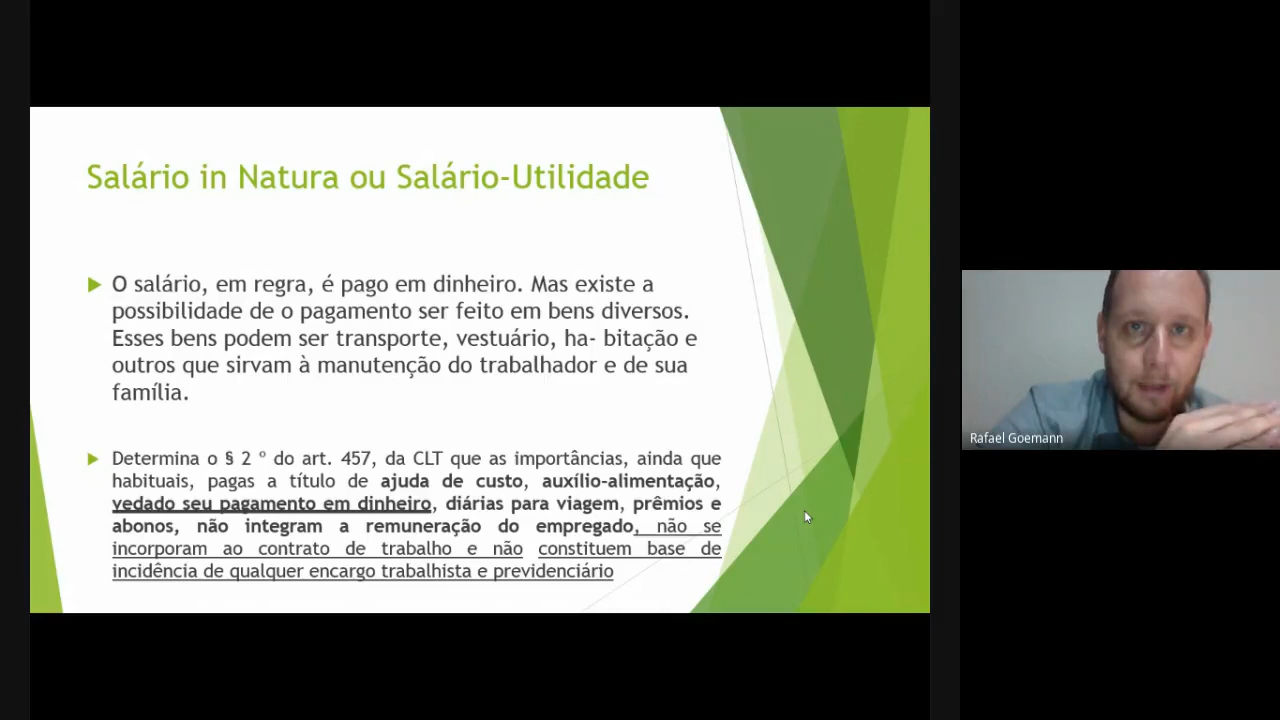 Salário in Natura ou Salário-Utilidade
O salário, em regra, é pago em dinheiro. Mas existe a
possibilidade de o pagamento ser feito em bens diversos.
Esses bens podem ser transporte, vestuário, ha- bitação e
outros que sirvam à manutenção do trabalhador e de sua
família.
Determina o § 2 º do art. 457, da CLT que as importâncias, ainda que
habituais, pagas a título de ajuda de custo, auxílio-alimentação,
vedado seu pagamento em dinheiro, diárias para viagem, prêmios e
abonos, não integram a remuneração do empregado, não se
incorporam ao contrato de trabalho e não constituem base de
incidência de qualquer encargo trabalhista e previdenciário
Rafael Goemann